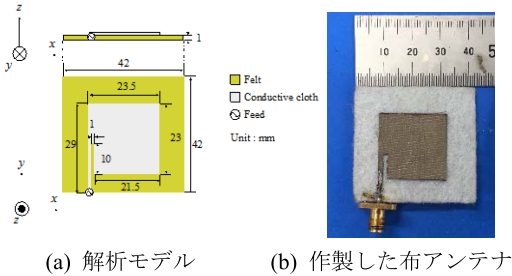 z
x
y
1
42
23.5
1
29
10
23
42
21.5
y
x
z
Felt
Conductive cloth
Feed
Unit : mm
10 20 30 40 5
(a) 解析モデル
(b) 作製した布アンテナ